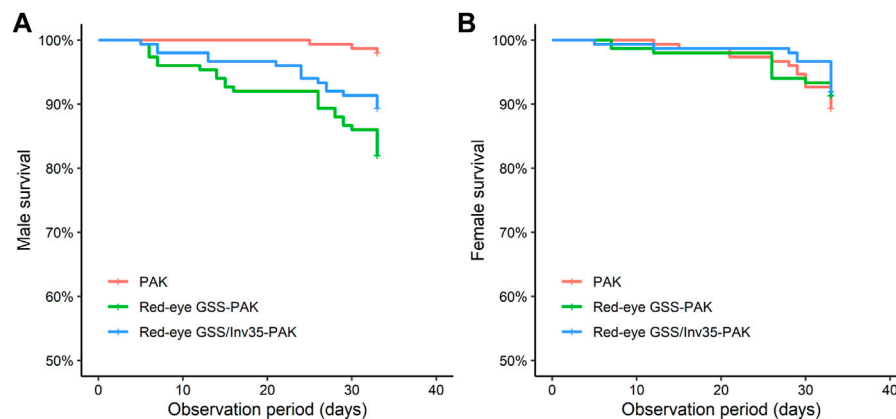 A
100%
90%
80%
70%
60%
50%
Male survival
PAK
Red-eye GSS-PAK
Red-eye GSS/Inv35-PAK
0
10
20
30
40
Observation period (days)
B
100%
90%
80%
70%
60%
50%
Female survival
PAK
Red-eye GSS-PAK
Red-eye GSS/Inv35-PAK
0
10
20
30
40
Observation period (days)